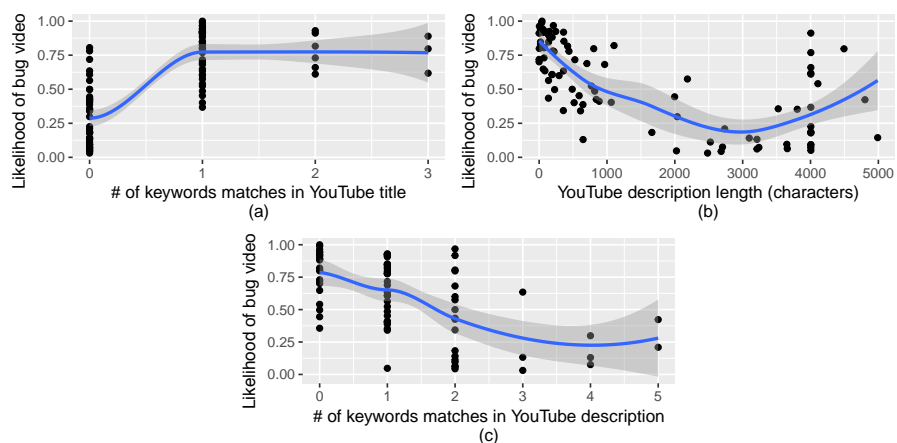 1.00
0.75
0.50
0.25
0.00
Likelihood of bug video
0 1 2 3
# of keywords matches in YouTube title
(a)
1.00
0.75
0.50
0.25
0.00
Likelihood of bug video
0 1000 2000 3000 4000 5000
YouTube description length (characters)
(b)
1.00
0.75
0.50
0.25
0.00
Likelihood of bug video
0 1 2 3 4 5
# of keywords matches in YouTube description
(c)